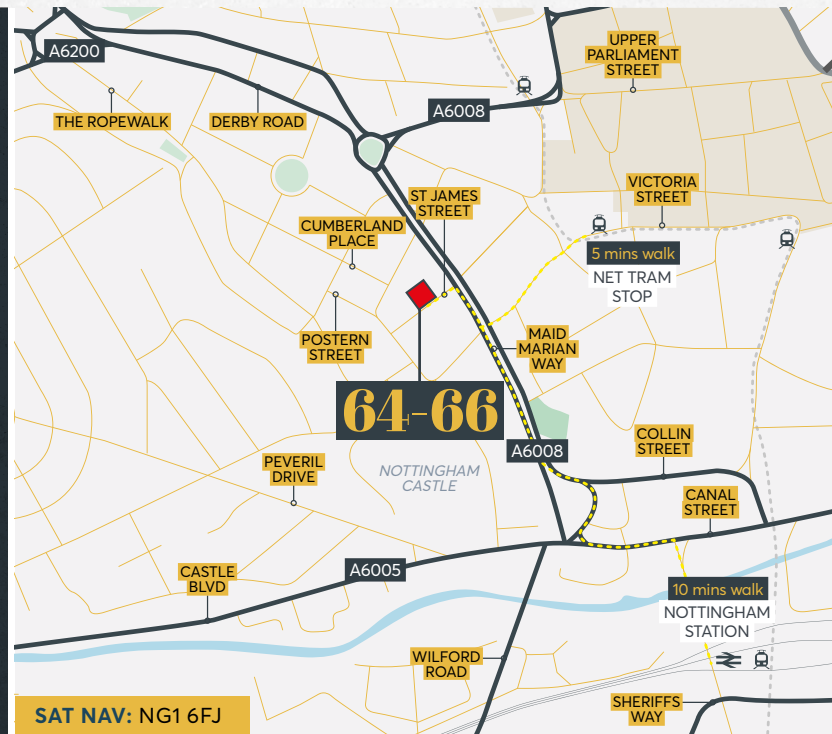 A6200
UPPER
PARLIAMENT
STREET
THE ROPEWALK
DERBY ROAD
A6008
ST JAMES
STREET
VICTORIA
STREET
CUMBERLAND
PLACE
5 mins walk
NET TRAM
STOP
POSTERN
STREET
MAID
MARIAN
WAY
64-66
A6008
COLLIN
STREET
PEVERIL
DRIVE
NOTTINGHAM
CASTLE
CANAL
STREET
A6005
CASTLE
BLVD
10 mins walk
NOTTINGHAM
STATION
WILFORD
ROAD
SHERIFFS
WAY
SAT NAV: NG1 6FJ